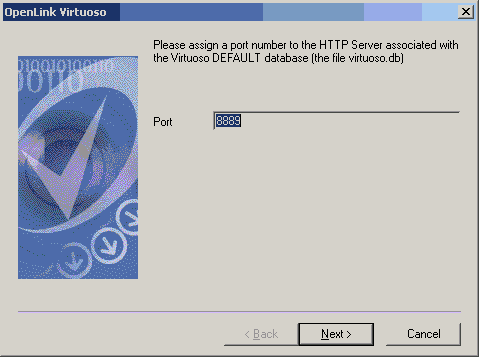 OpenLink Virtuoso
Please assign a port number to the HTTP Server associated with
the Virtuoso DEFAULT database (the file virtuoso.db)
Port
8889
< Back
Next >
Cancel